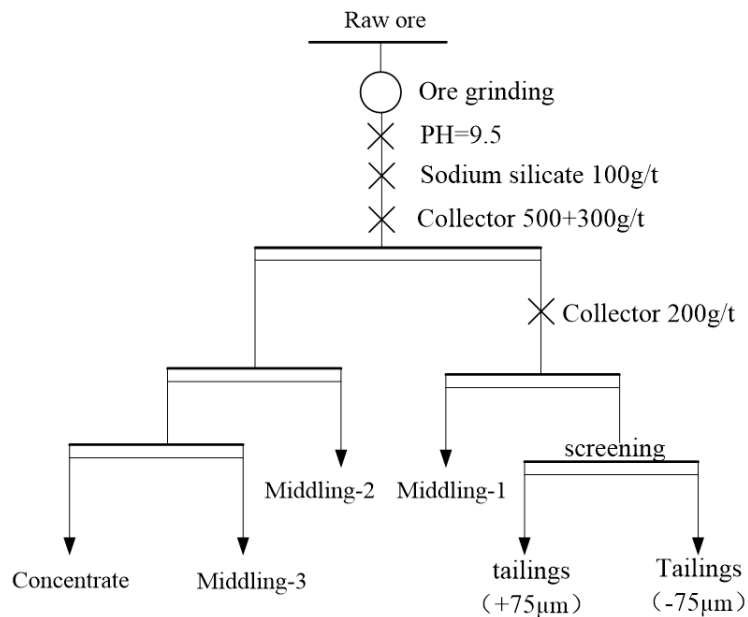 Raw ore
Ore grinding
PH=9.5
Sodium silicate 100g/t
Collector 500+300g/t
Collector 200g/t
screening
Middling-2
Middling-1
Concentrate
Middling-3
tailings
（+75μm）
Tailings
（-75μm）